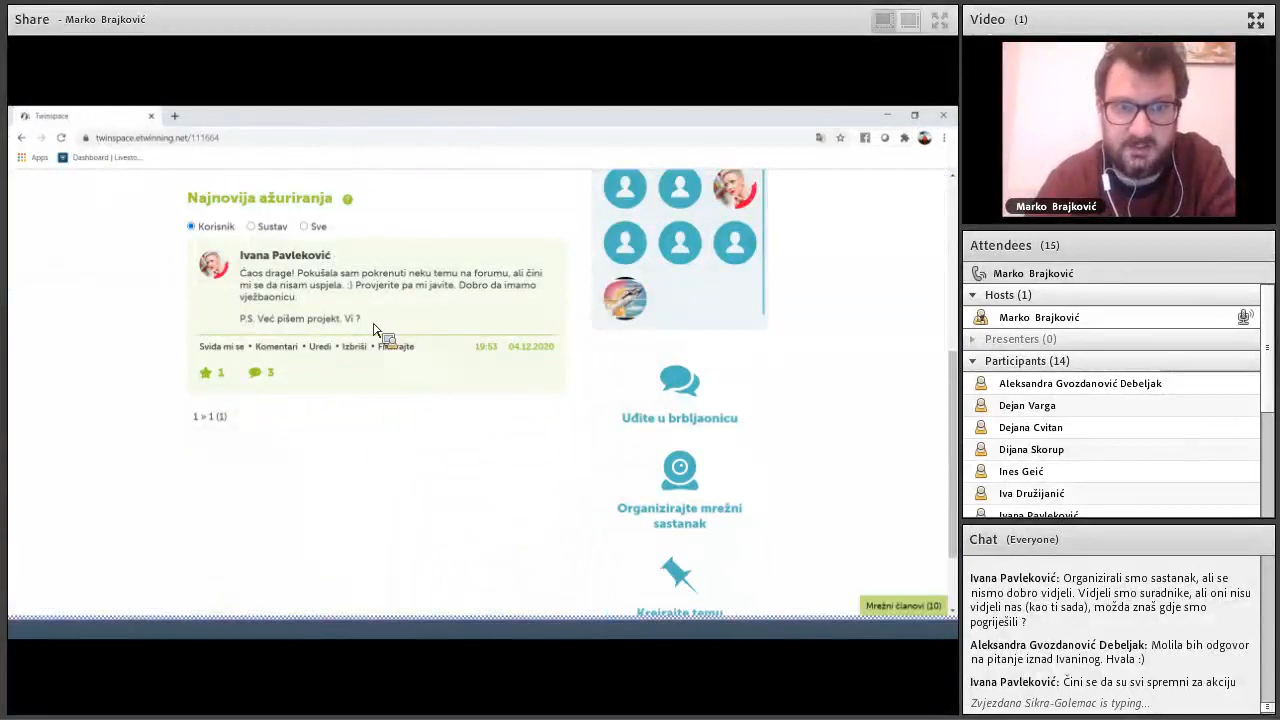 Share - Marko Brajković
Twinspace
twinspace.etwinning.net/111664
Apps Dashboard | Livesto...
Najnovija ažuriranja ?
Korisnik Sustav Sve
Ivana Pavleković
Ćaos drage! Pokušala sam pokrenuti neku temu na forumu, ali čini
mi se da nisam uspjela. :) Provjerite pa mi javite. Dobro da imamo
vježbaonicu.
P.S. Već pišem projekt. Vi ?
Sviđa mi se • Komentari • Uredi • Izbriši •
19:53 04.12.2020
1 3
1 » 1 (1)
Uđite u brbljaonicu
Organizirajte mrežni
sastanak
Kreirajte temu
Mrežni članovi (10)
Video (1)
Marko Brajković
Attendees (15)
Marko Brajković
Hosts (1)
Marko Brajković
Presenters (0)
Participants (14)
Aleksandra Gvozdanović Debeljak
Dejan Varga
Dejana Cvitan
Dijana Skorup
Ines Geić
Iva Družijanić
Ivana Pavleković
Chat (Everyone)
Ivana Pavleković: Organizirali smo sastanak, ali se
nismo dobro vidjeli. Vidjeli smo suradnike, ali oni nisu
vidjeli nas (kao ti sada), možda znaš gdje smo
pogriješili ?
Aleksandra Gvozdanović Debeljak: Molila bih odgovor
na pitanje iznad Ivaninog. Hvala :)
Ivana Pavleković: Čini se da su svi spremni za akciju
Zvjezdana Sikra-Golemac is typing...